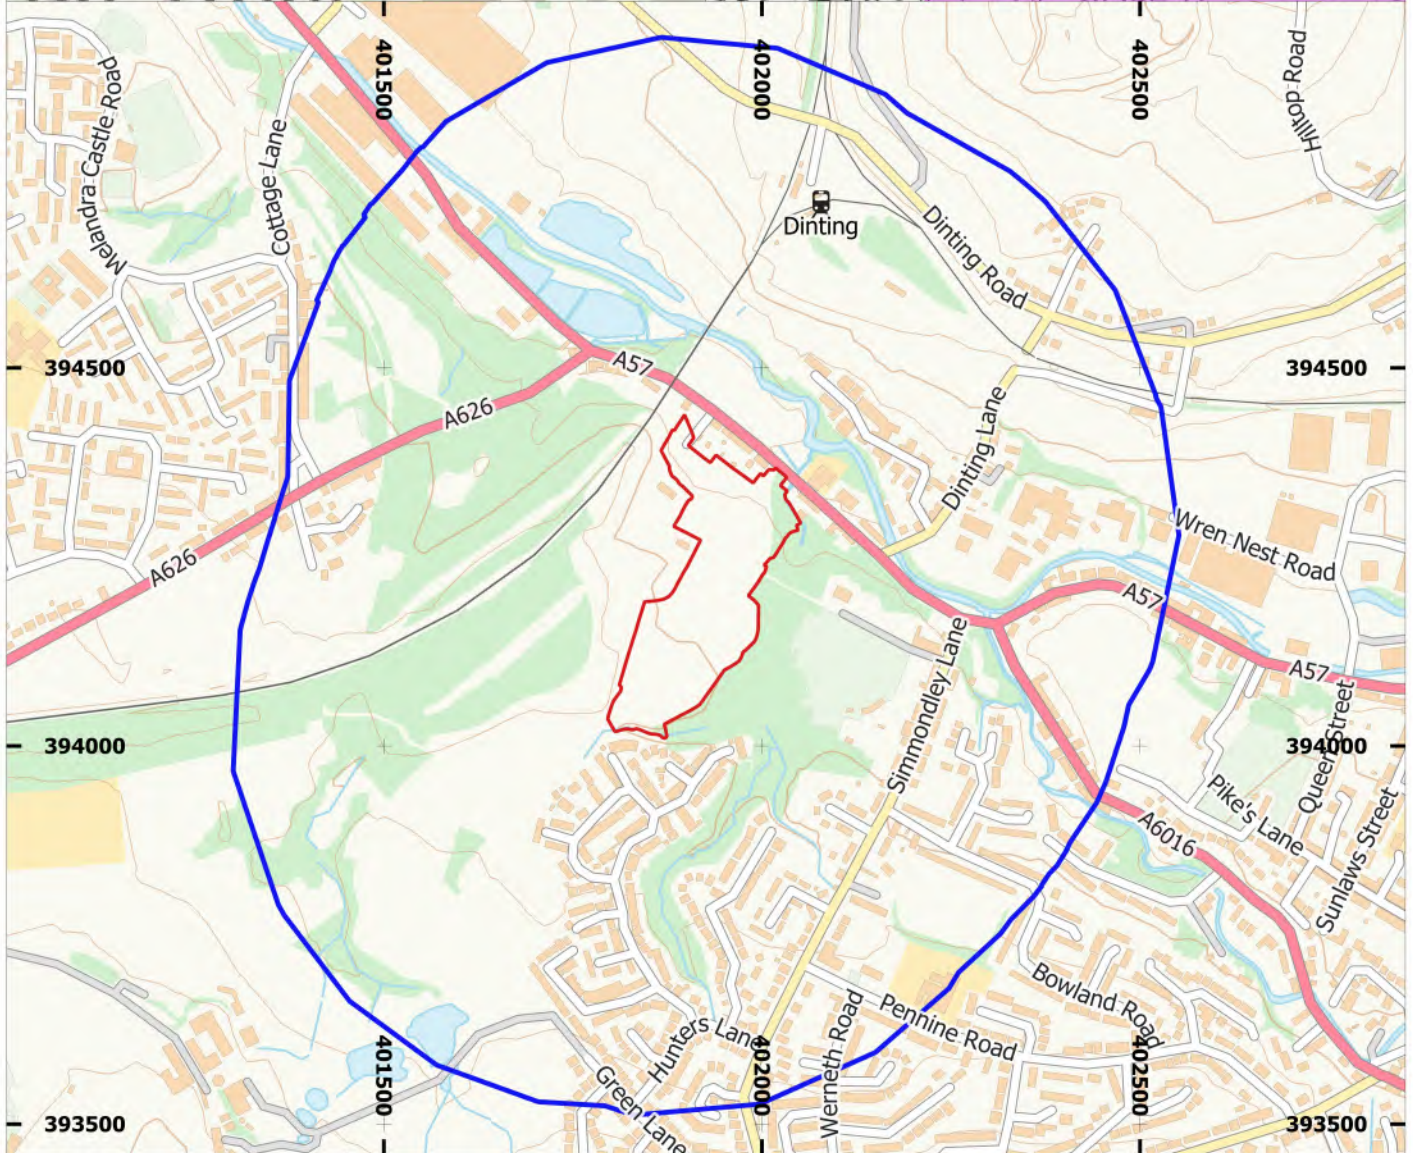 401500
402000
402500
Hilltop Road
Melandra Castle Road
Cottage Lane
Dinting
Dinting Road
394500
A57
394500
A626
Dinting Lane
Wren Nest Road
A626
A57
A57
Simmondley Lane
394000
394000
Queen Street
Pike's Lane
A6016
Sunlaws Street
Bowland Road
Pennine Road
Hunters Lane
Werneth Road
401500
402000
402500
Green Lane
393500
393500